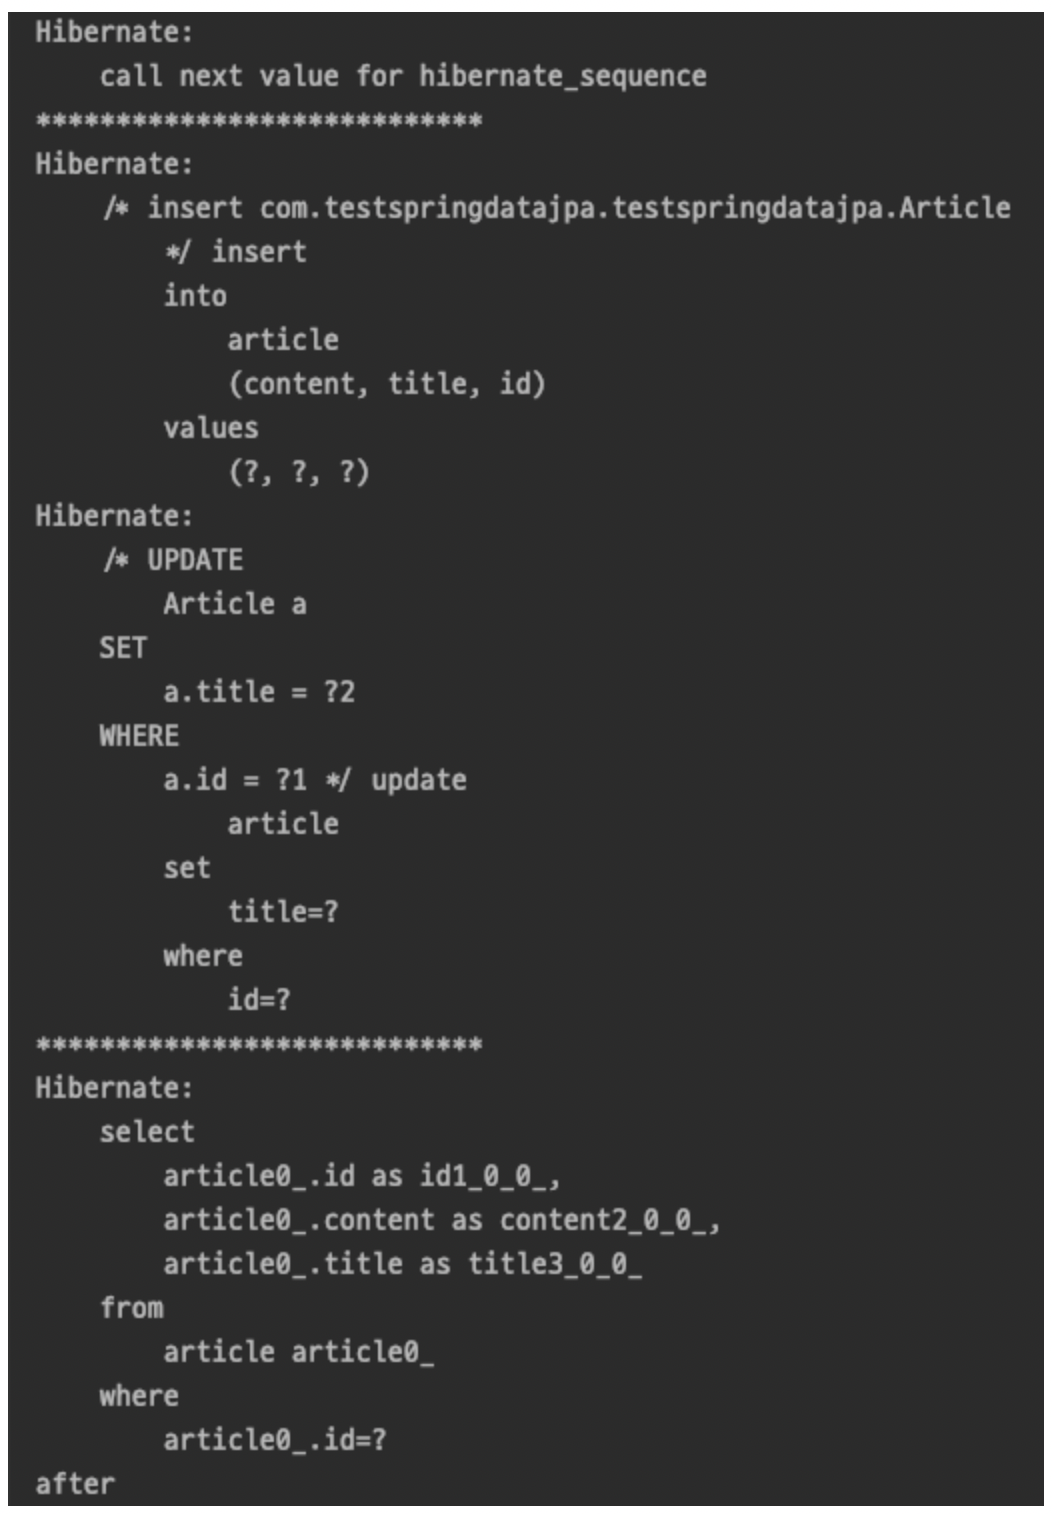 Hibernate:
    call next value for hibernate_sequence
****************************
Hibernate:
    /* insert com.testspringdatajpa.testspringdatajpa.Article
        */ insert
        into
            article
            (content, title, id)
        values
            (?, ?, ?)
Hibernate:
    /* UPDATE
        Article a
    SET
        a.title = ?2
    WHERE
        a.id = ?1 */ update
            article
        set
            title=?
        where
            id=?
****************************
Hibernate:
    select
        article0_.id as id1_0_0_,
        article0_.content as content2_0_0_,
        article0_.title as title3_0_0_
    from
        article article0_
    where
        article0_.id=?
after